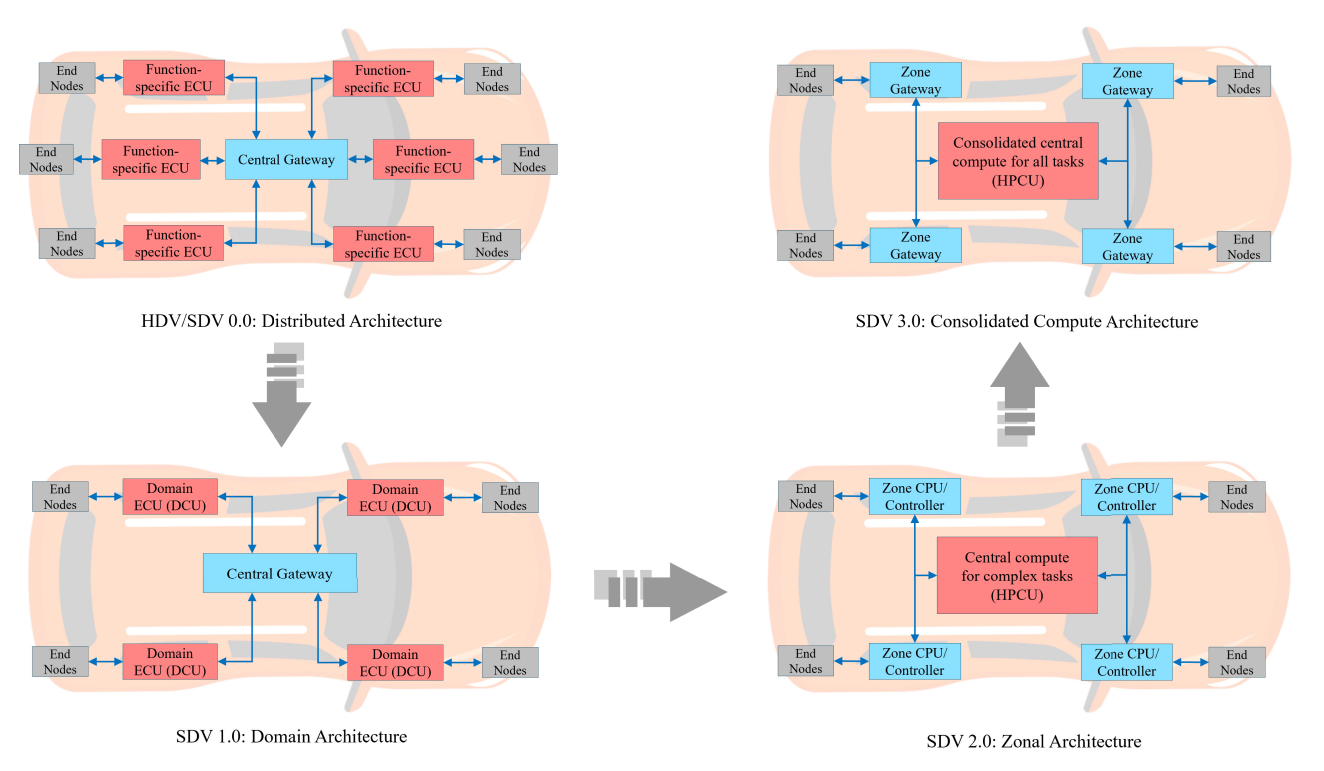 End
Nodes
Function-
specific ECU
Function-
specific ECU
End
Nodes
End
Nodes
Function-
specific ECU
Central Gateway
Function-
specific ECU
End
Nodes
End
Nodes
Function-
specific ECU
Function-
specific ECU
End
Nodes
HDV/SDV 0.0: Distributed Architecture
End
Nodes
Zone
Gateway
Zone
Gateway
End
Nodes
Consolidated central
compute for all tasks
(HPCU)
End
Nodes
Zone
Gateway
Zone
Gateway
End
Nodes
SDV 3.0: Consolidated Compute Architecture
End
Nodes
Domain
ECU (DCU)
Domain
ECU (DCU)
End
Nodes
Central Gateway
End
Nodes
Domain
ECU (DCU)
Domain
ECU (DCU)
End
Nodes
SDV 1.0: Domain Architecture
End
Nodes
Zone CPU/
Controller
Zone CPU/
Controller
End
Nodes
Central compute
for complex tasks
(HPCU)
End
Nodes
Zone CPU/
Controller
Zone CPU/
Controller
End
Nodes
SDV 2.0: Zonal Architecture